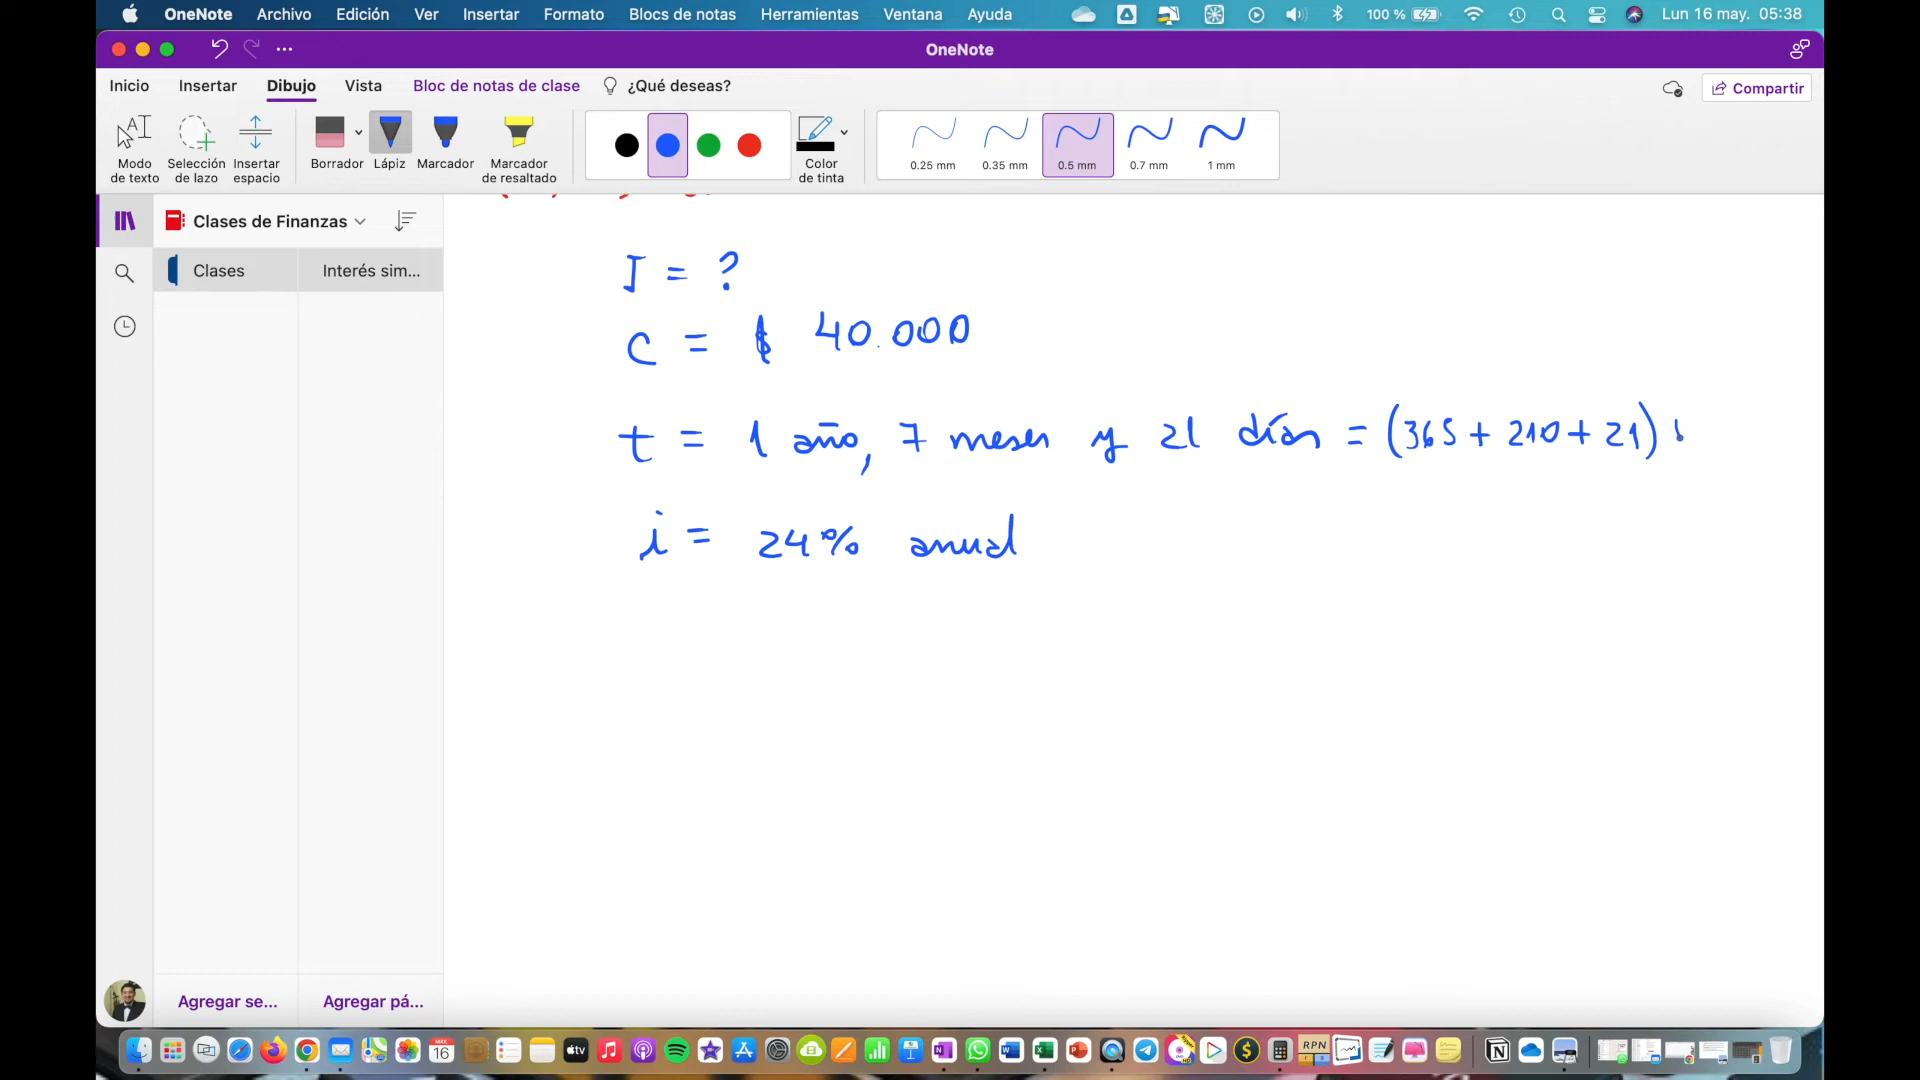 OneNote Archivo Edición Ver Insertar Formato Blocs de notas Herramientas Ventana Ayuda 100 % Lun 16 may. 05:38
OneNote
Inicio Insertar Dibujo Vista Bloc de notas de clase ¿Qué deseas? Compartir
Modo de texto
Selección de lazo
Insertar espacio
Borrador
Lápiz
Marcador
Marcador de resaltado
Color de tinta
0.25 mm 0.35 mm 0.5 mm 0.7 mm 1 mm
Clases de Finanzas
Clases Interés sim...
I = ?
C = $ 40.000
t = 1 año, 7 meses y 21 días = (365 + 210 + 21)
i = 24% anual
Agregar se... Agregar pá...
MAY.
16
tv
RPN